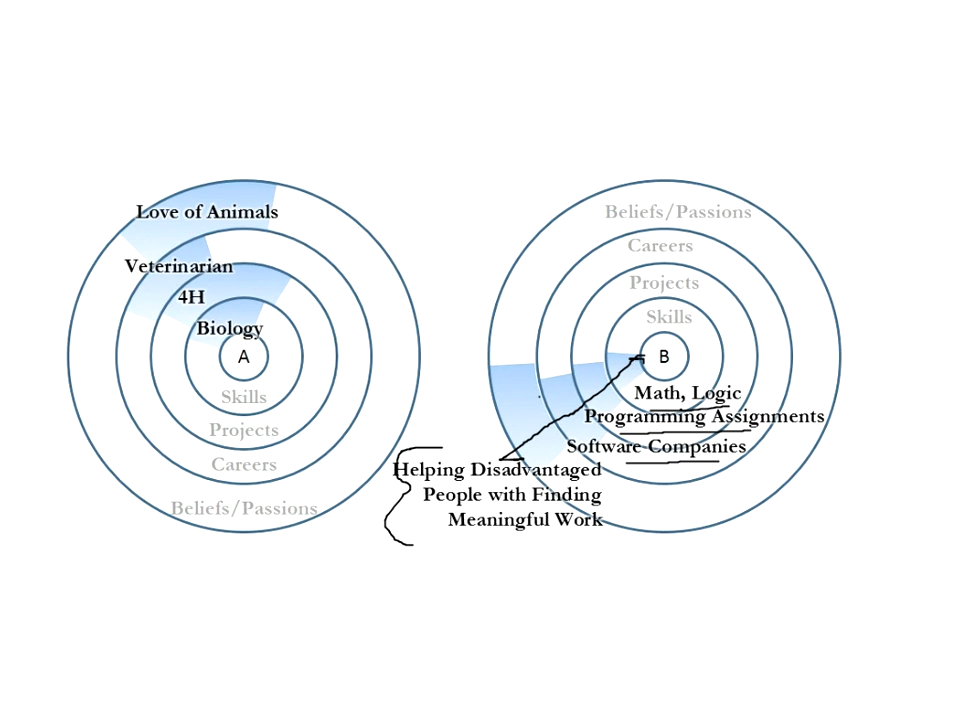 Love of Animals
Veterinarian
4H
Biology
A
Skills
Projects
Careers
Beliefs/Passions
Beliefs/Passions
Careers
Projects
Skills
B
Math, Logic
Programming Assignments
Software Companies
Helping Disadvantaged
People with Finding
Meaningful Work